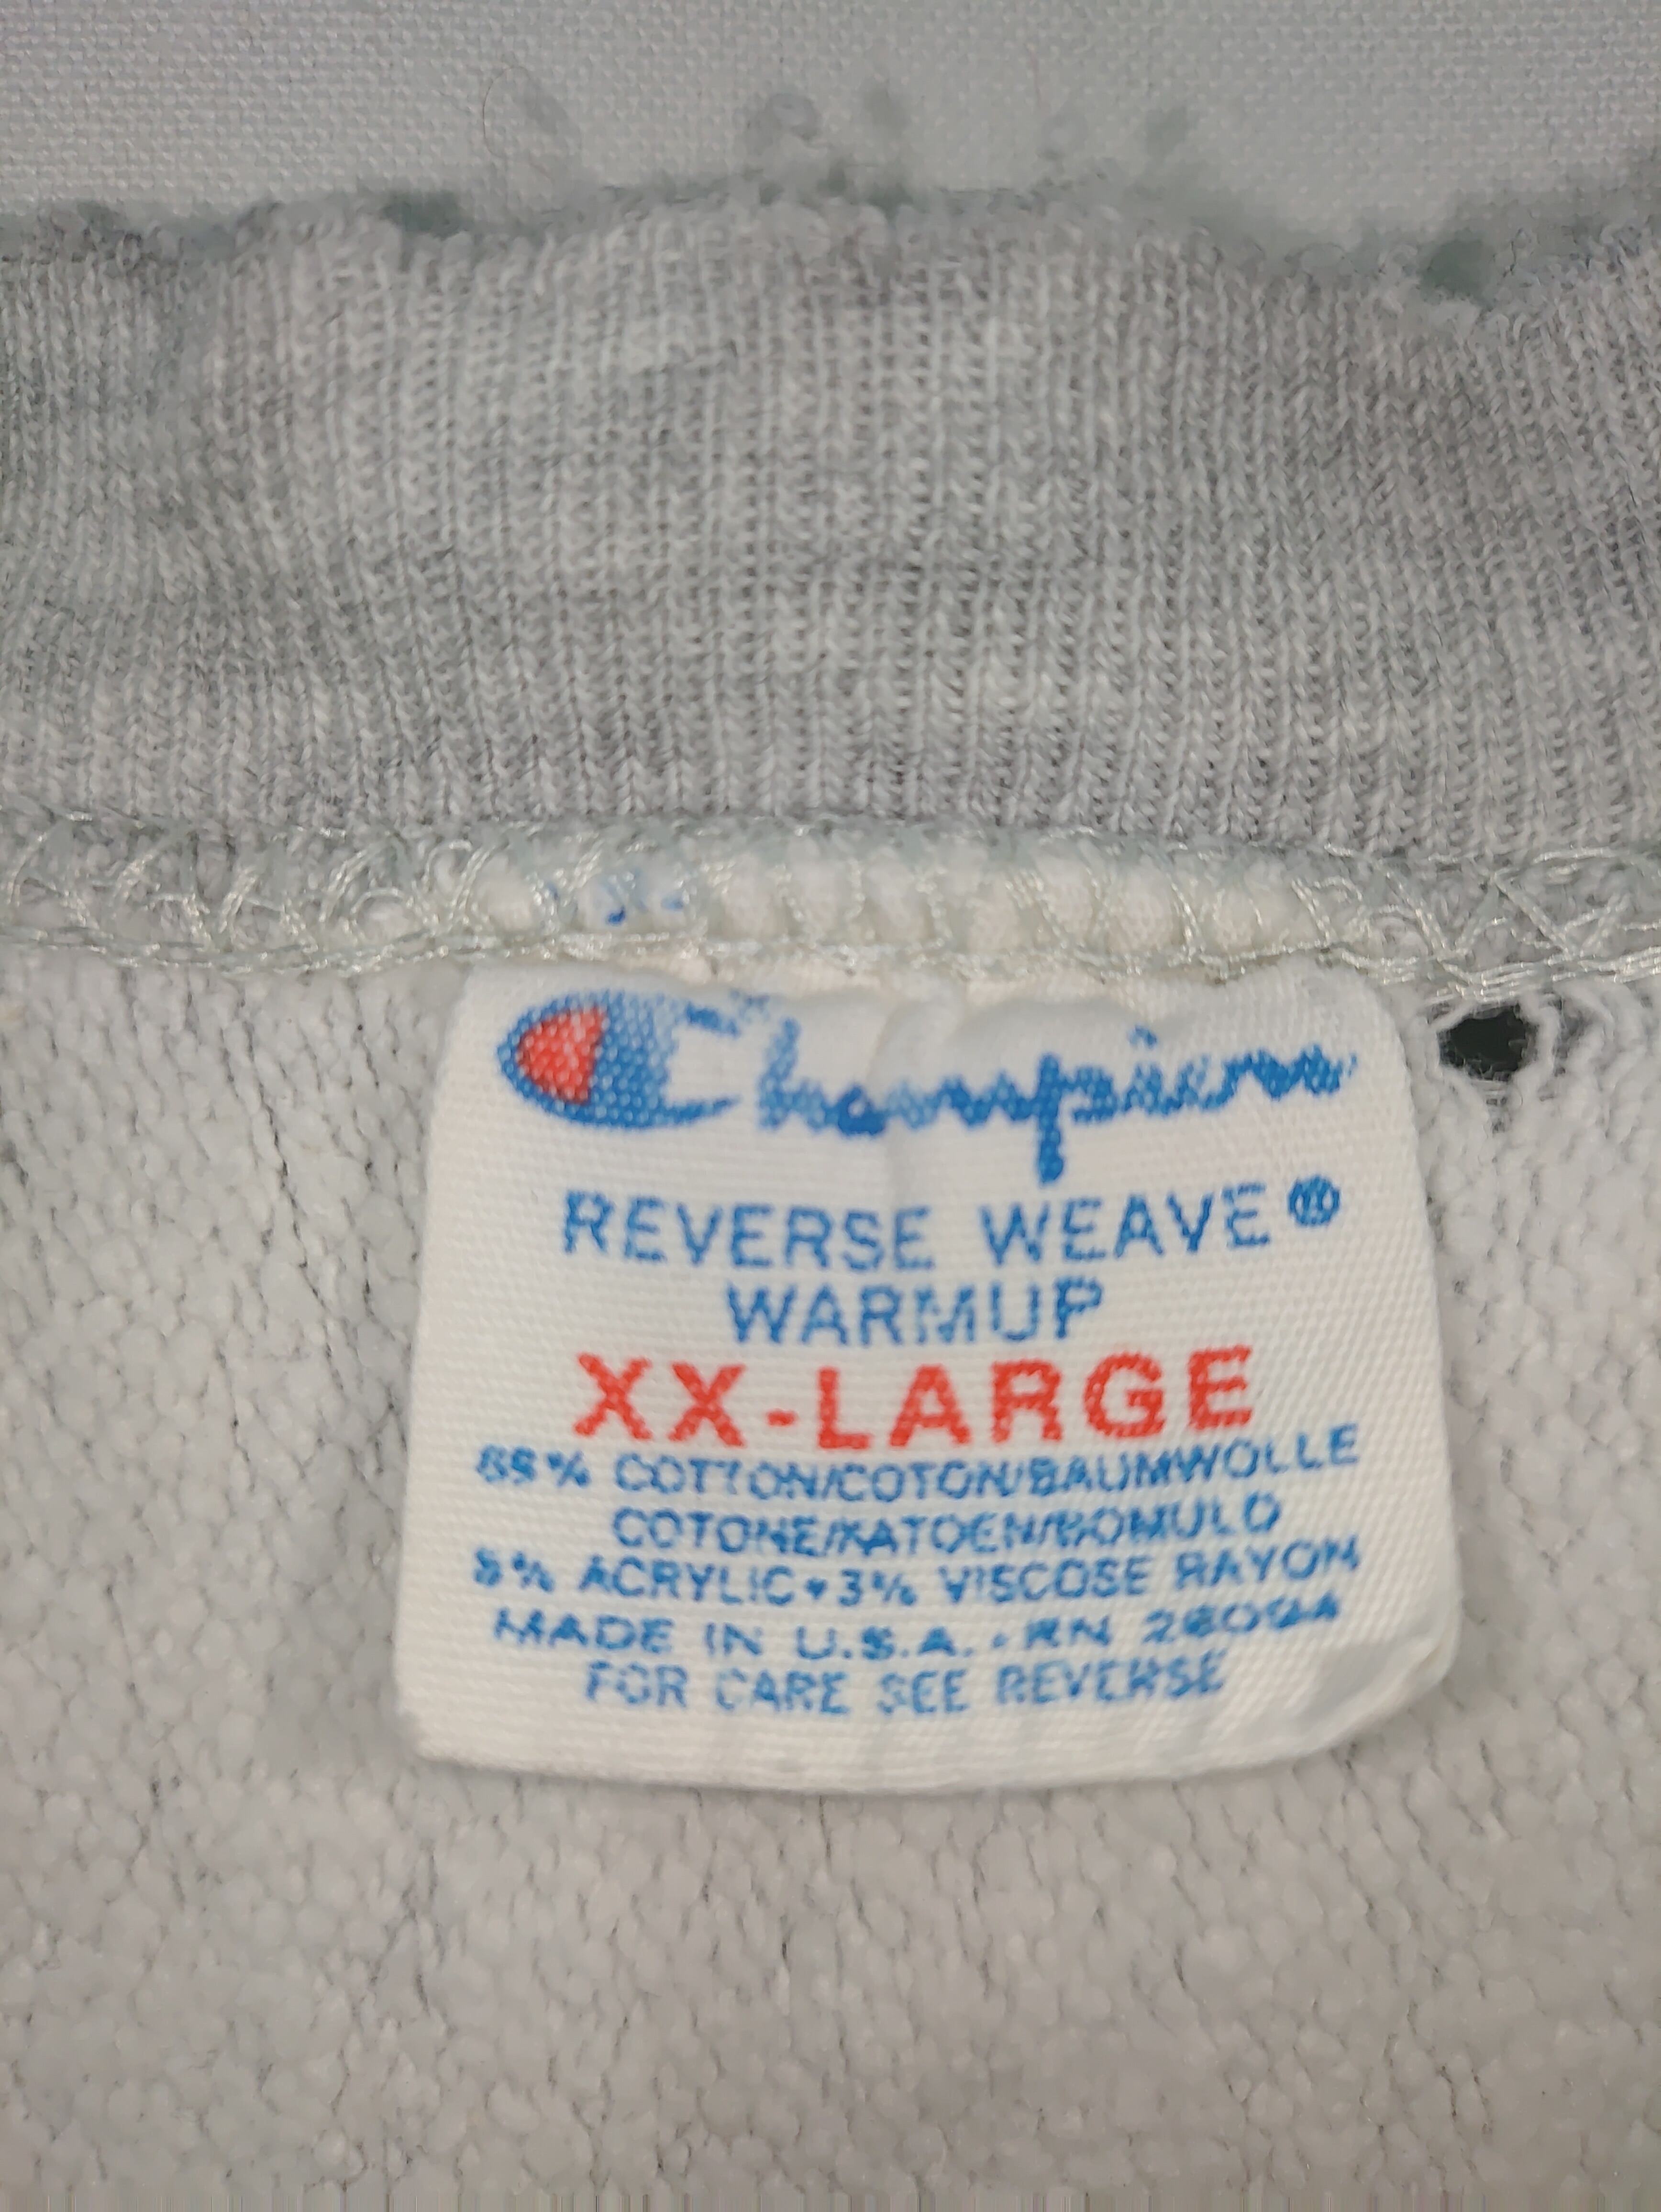 Champion
REVERSE WEAVE®
WARMUP
XX-LARGE
89% COTTON/COTON/BAUMWOLLE
COTONE/KATOEN/BOMULD
8% ACRYLIC•3% VISCOSE RAYON
MADE IN U.S.A. • RN 26094
FOR CARE SEE REVERSE